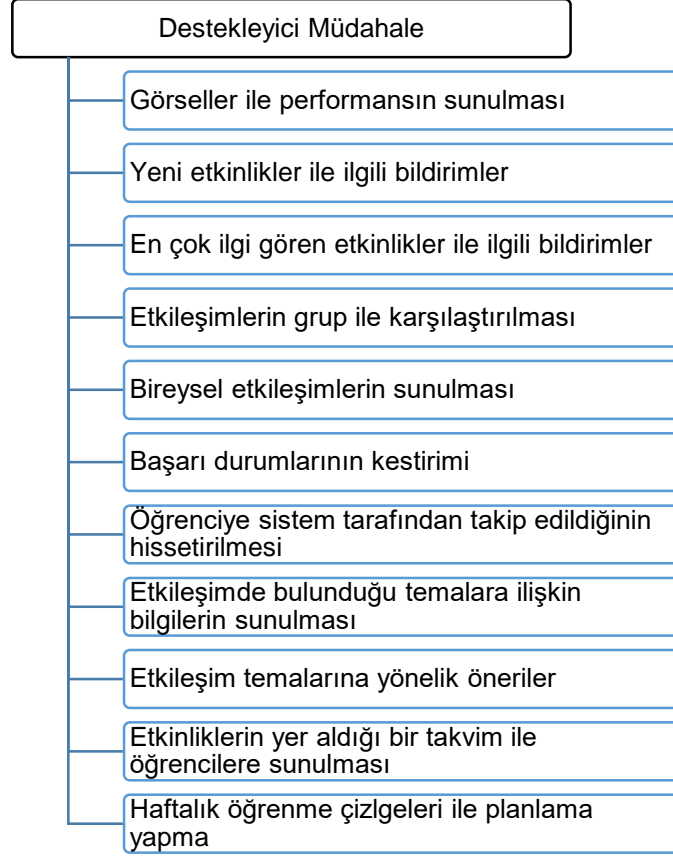 Destekleyici Müdahale
Görseller ile performansın sunulması
Yeni etkinlikler ile ilgili bildirimler
En çok ilgi gören etkinlikler ile ilgili bildirimler
Etkileşimlerin grup ile karşılaştırılması
Bireysel etkileşimlerin sunulması
Başarı durumlarının kestirimi
Öğrenciye sistem tarafından takip edildiğinin
hissetirilmesi
Etkileşimde bulunduğu temalara ilişkin
bilgilerin sunulması
Etkileşim temalarına yönelik öneriler
Etkinliklerin yer aldığı bir takvim ile
öğrencilere sunulması
Haftalık öğrenme çizlgeleri ile planlama
yapma